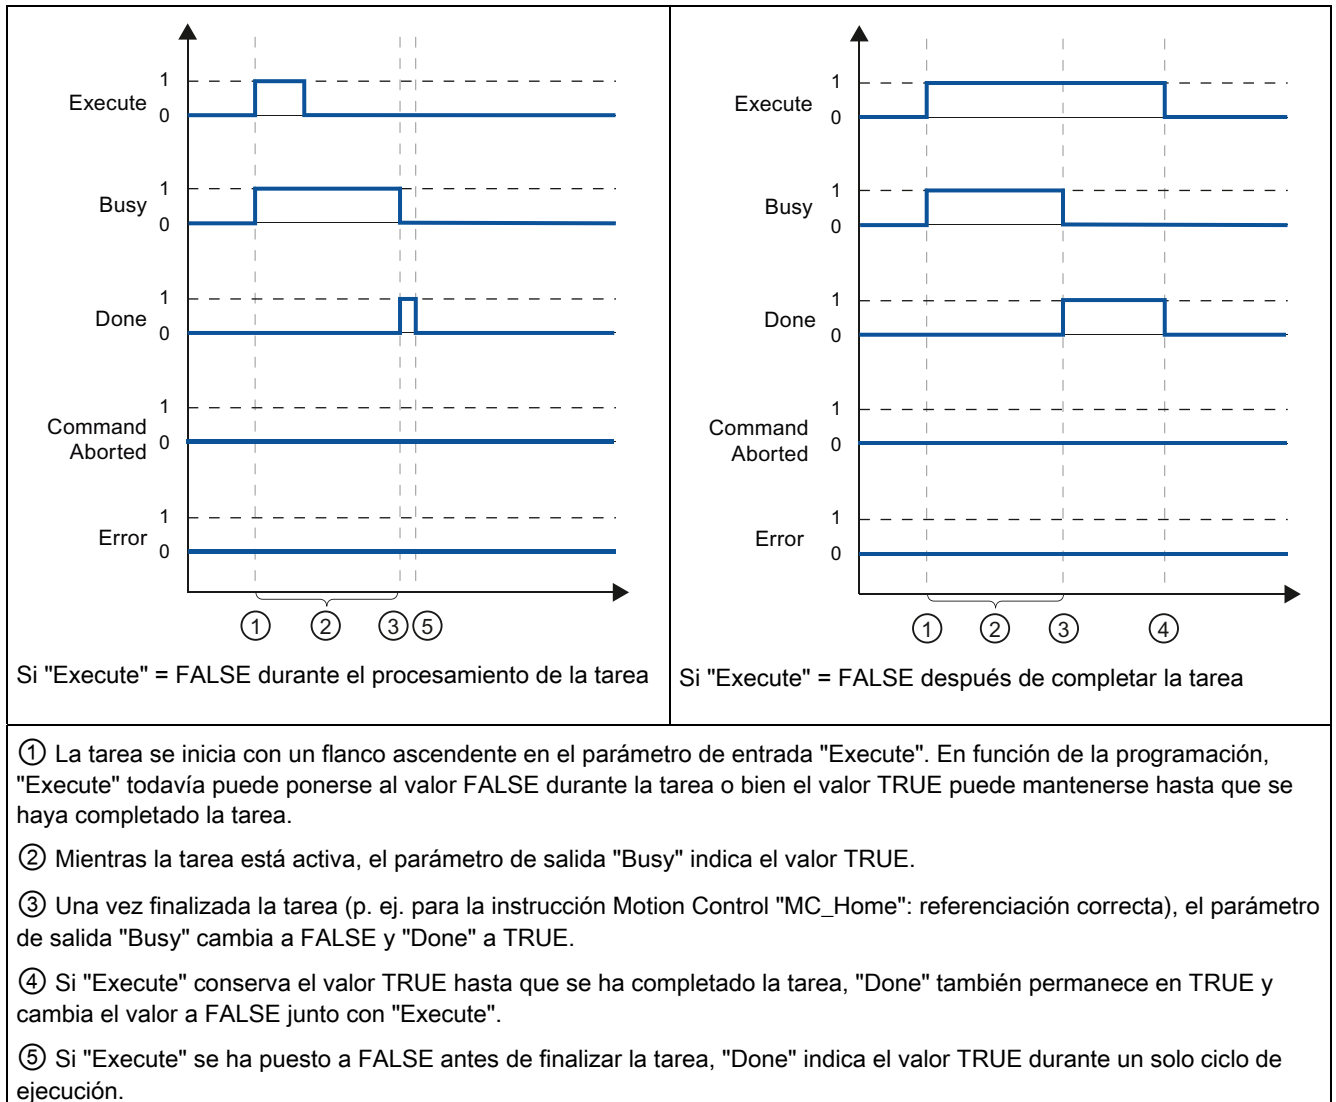 1
Execute
0
1
Busy
0
1
Done
0
1
Command
Aborted
0
1
Error
0
① ② ③ ⑤
Si "Execute" = FALSE durante el procesamiento de la tarea
1
Execute
0
1
Busy
0
1
Done
0
1
Command
Aborted
0
1
Error
0
① ② ③ ④
Si "Execute" = FALSE después de completar la tarea
① La tarea se inicia con un flanco ascendente en el parámetro de entrada "Execute". En función de la programación,
"Execute" todavía puede ponerse al valor FALSE durante la tarea o bien el valor TRUE puede mantenerse hasta que se
haya completado la tarea.
② Mientras la tarea está activa, el parámetro de salida "Busy" indica el valor TRUE.
③ Una vez finalizada la tarea (p. ej. para la instrucción Motion Control "MC_Home": referenciación correcta), el parámetro
de salida "Busy" cambia a FALSE y "Done" a TRUE.
④ Si "Execute" conserva el valor TRUE hasta que se ha completado la tarea, "Done" también permanece en TRUE y
cambia el valor a FALSE junto con "Execute".
⑤ Si "Execute" se ha puesto a FALSE antes de finalizar la tarea, "Done" indica el valor TRUE durante un solo ciclo de
ejecución.